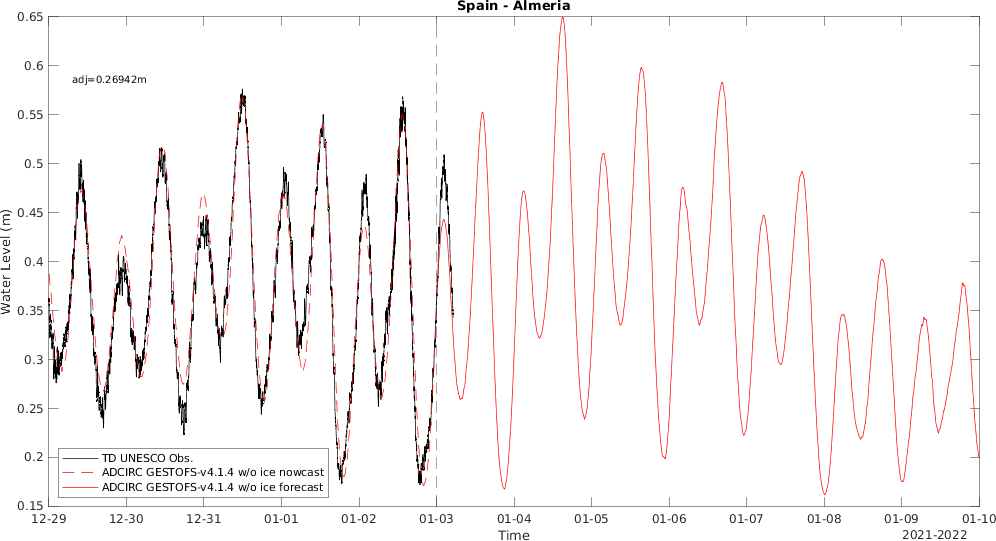 Spain - Almeria
0.65
0.6
0.55
0.5
0.45
0.4
0.35
0.3
0.25
0.2
0.15
Water Level (m)
adj=0.26942m
TD UNESCO Obs.
ADCIRC GESTOFS-v4.1.4 w/o ice nowcast
ADCIRC GESTOFS-v4.1.4 w/o ice forecast
12-29 12-30 12-31 01-01 01-02 01-03 01-04 01-05 01-06 01-07 01-08 01-09 01-10
Time
2021-2022